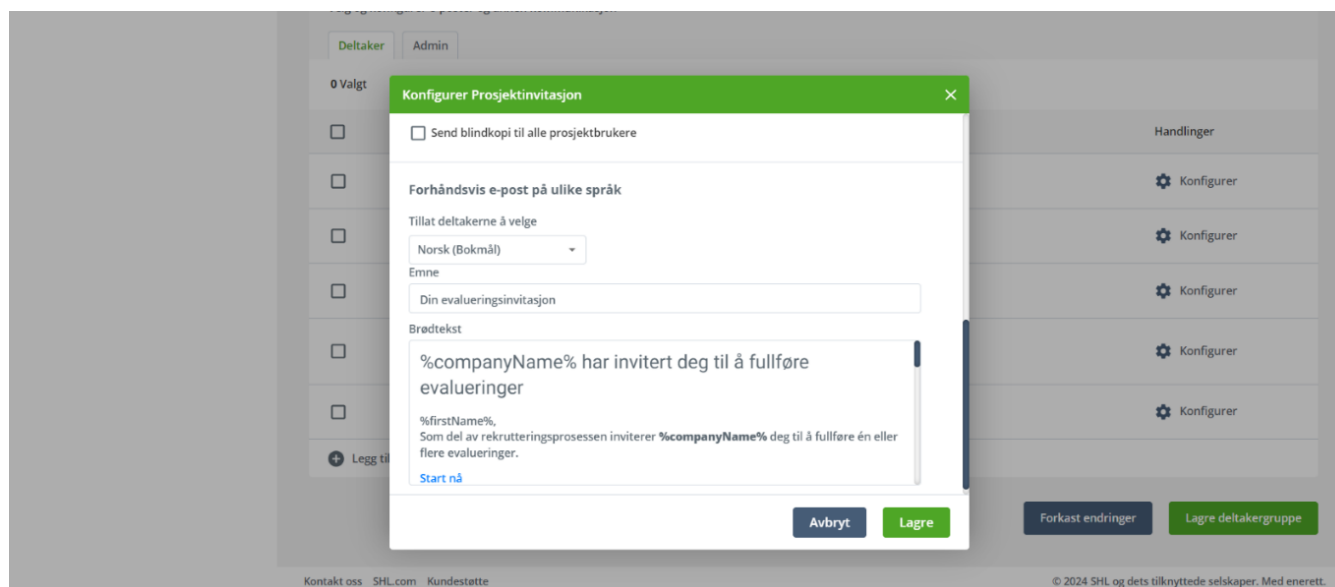 Deltaker Admin
0 Valgt
Konfigurer Prosjektinvitasjon
Send blindkopi til alle prosjektbrukere
Handlinger
Forhåndsvis e-post på ulike språk
Konfigurer
Tillat deltakerne å velge
Norsk (Bokmål)
Konfigurer
Emne
Din evalueringsinvitasjon
Konfigurer
Brødtekst
%companyName% har invitert deg til å fullføre
evalueringer
Konfigurer
%firstName%,
Som del av rekrutteringsprosessen inviterer %companyName% deg til å fullføre én eller
flere evalueringer.
Konfigurer
Legg til
Start nå
Avbryt Lagre
Forkast endringer Lagre deltakergruppe
Kontakt oss SHL.com Kundestøtte © 2024 SHL og dets tilknyttede selskaper. Med enerett.